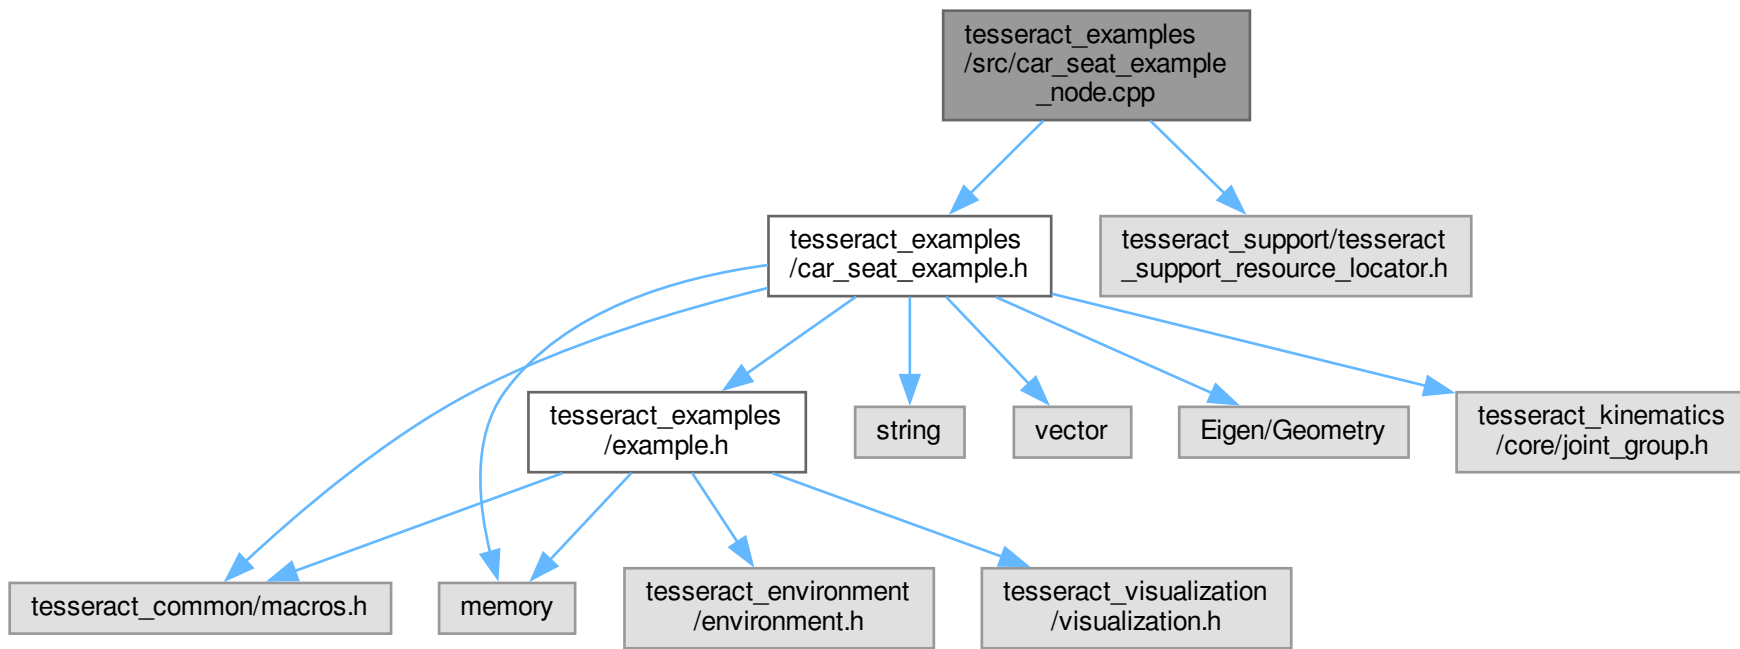 tesseract_examples
/src/car_seat_example
_node.cpp
tesseract_examples
/car_seat_example.h
tesseract_support/tesseract
_support_resource_locator.h
tesseract_examples
/example.h
string
vector
Eigen/Geometry
tesseract_kinematics
/core/joint_group.h
tesseract_common/macros.h
memory
tesseract_environment
/environment.h
tesseract_visualization
/visualization.h